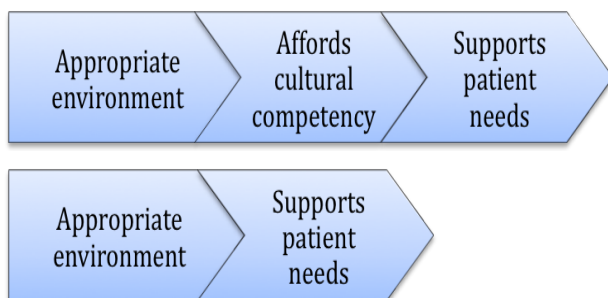 Appropriate
environment
Affords
cultural
competency
Supports
patient
needs
Appropriate
environment
Supports
patient
needs